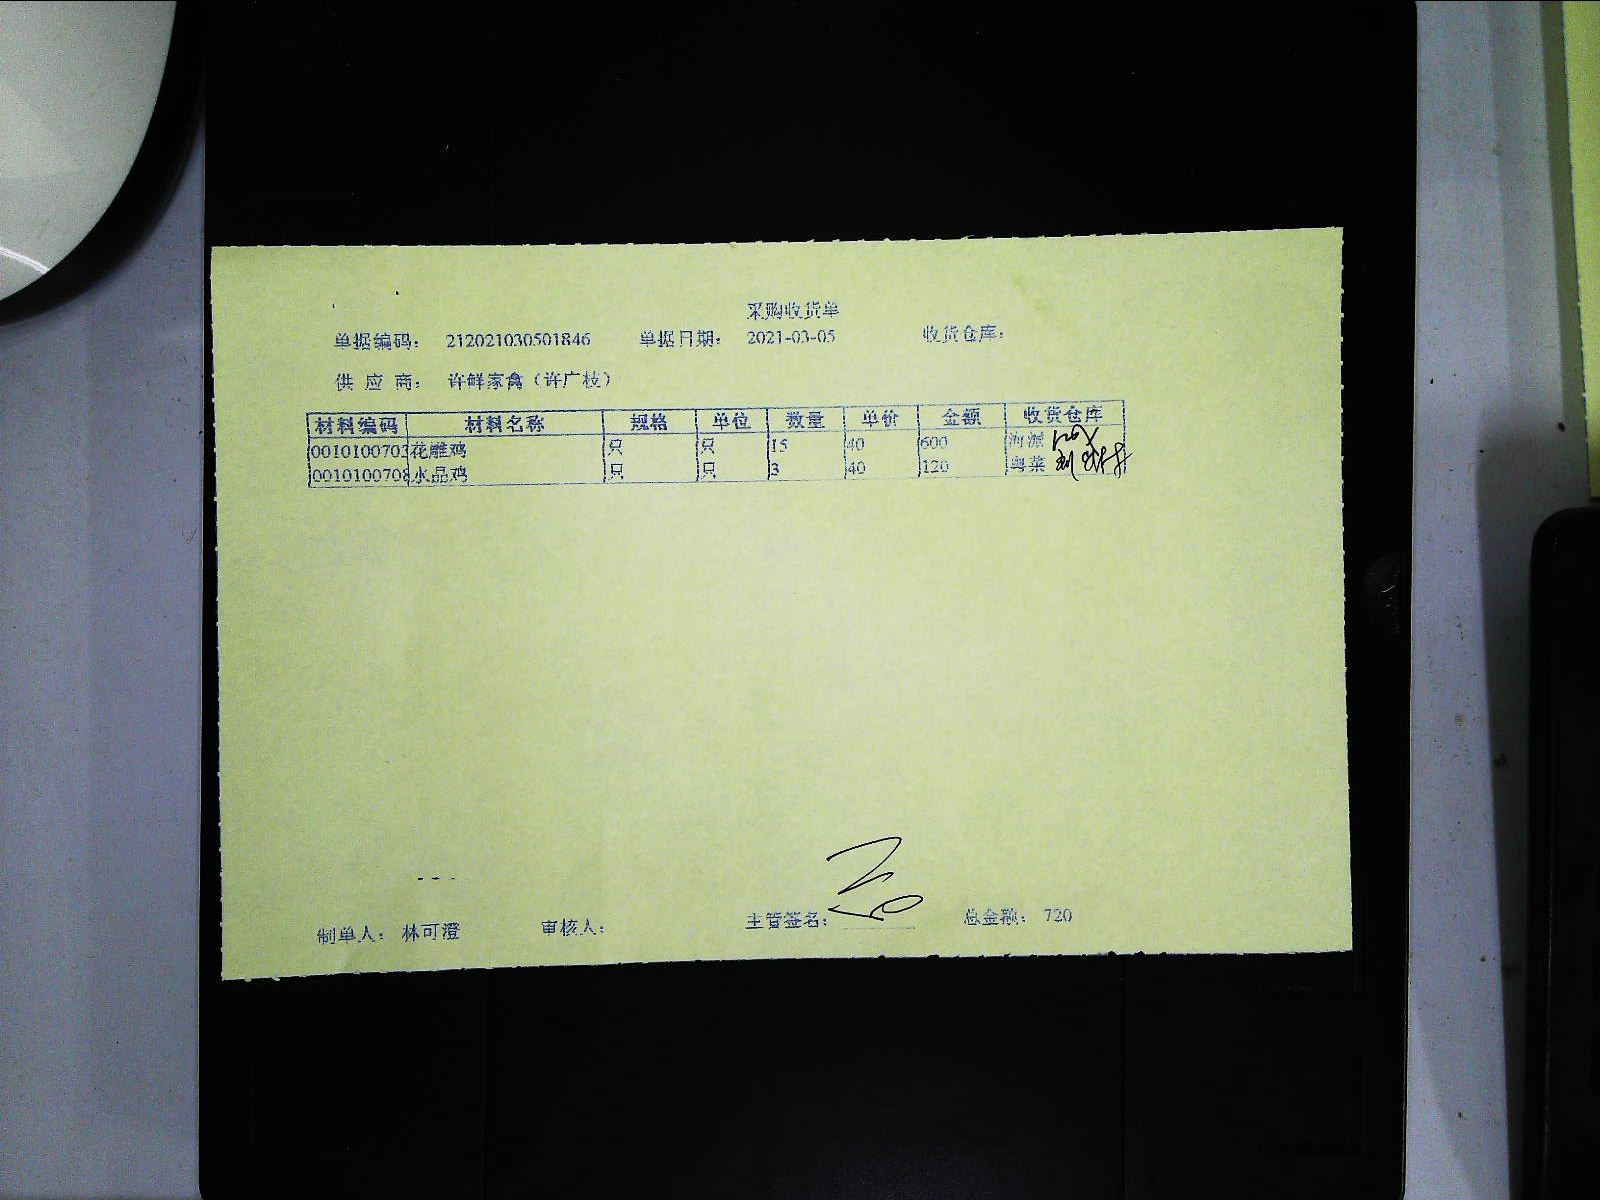 采购收货单
单据编码： 212021030501846 单据日期： 2021-03-05 收货仓库：
供 应 商： 许鲜家禽（许广枝）
材料编码 材料名称 规格 单位 数量 单价 金额 收货仓库
0010100703 花雕鸡 只 只 15 40 600 海派
0010100708 水晶鸡 只 只 3 40 120 粤菜
制单人： 林可澄 审核人： 主管签名： 总金额： 720